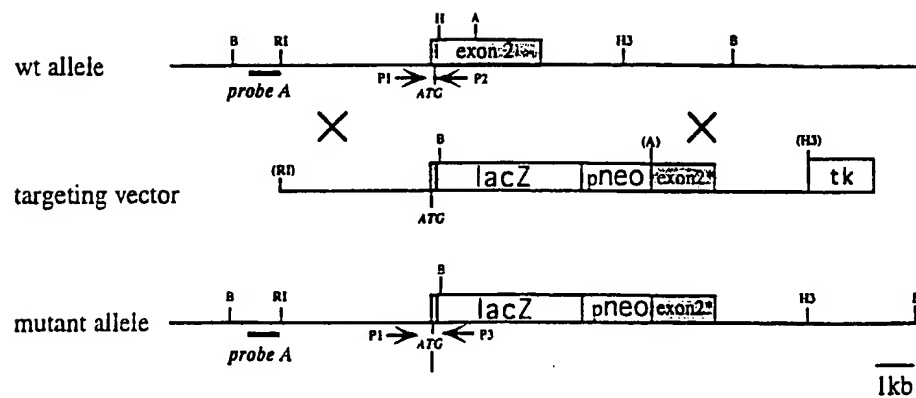 H A
B RI exon 2 H3 B
wt allele
P1 P2
probe A ATG
B (A) (H3)
(RI) lacZ pneo exon2* tk
targeting vector
ATG
B
B RI lacZ pneo exon2* H3
mutant allele
P1 P3
probe A ATG
1kb